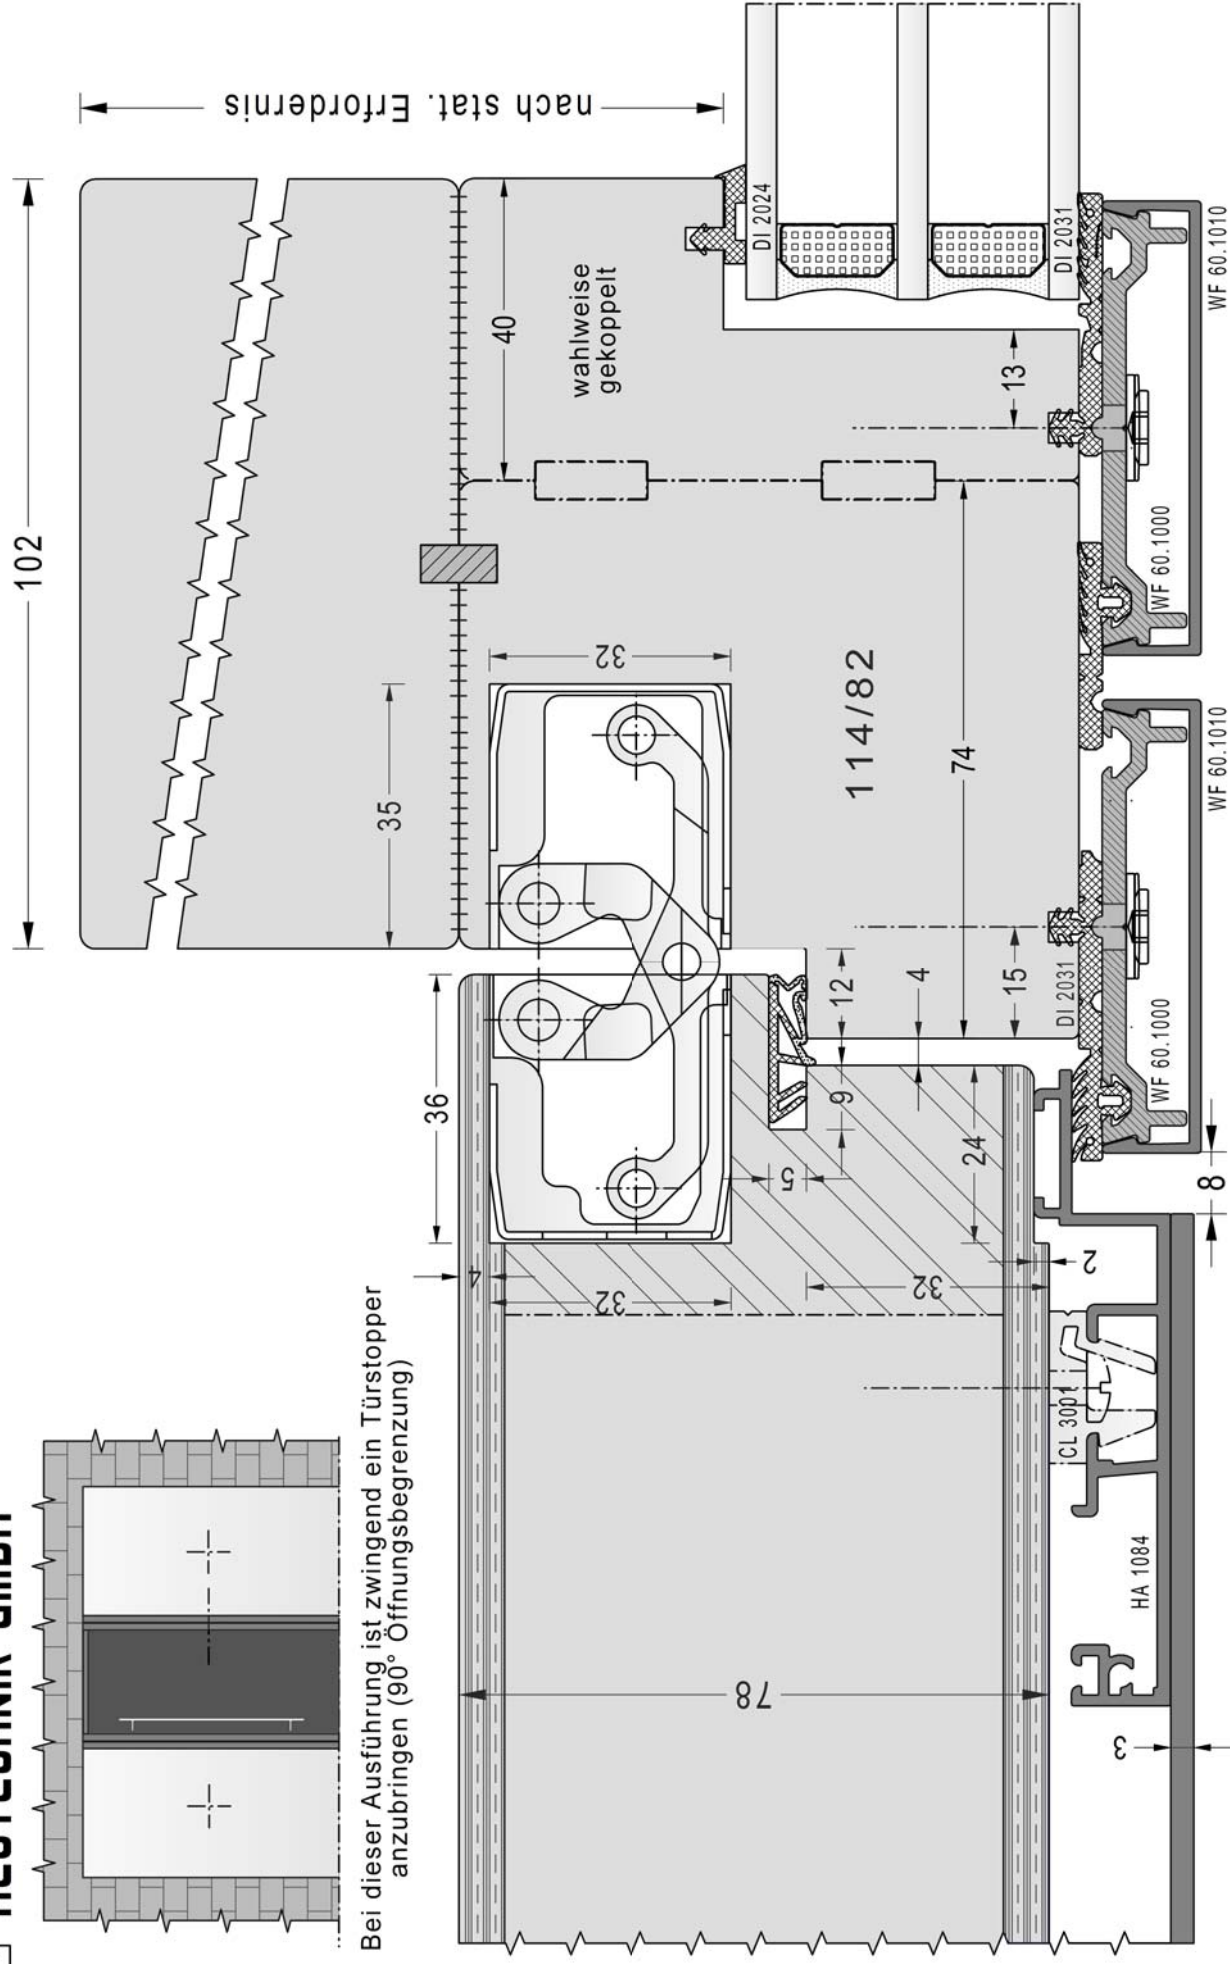 102
nach stat. Erfordernis
40
wahlweise
gekoppelt
DI 2024
DI 2031
13
WF 60.1010
WF 60.1000
35
32
114/82
74
36
12
4
15
DI 2031
WF 60.1000
WF 60.1010
9
5
24
8
4
32
32
2
Bei dieser Ausführung ist zwingend ein Türstopper
anzubringen (90° Öffnungsbegrenzung)
CL 3001
HA 1084
78
3